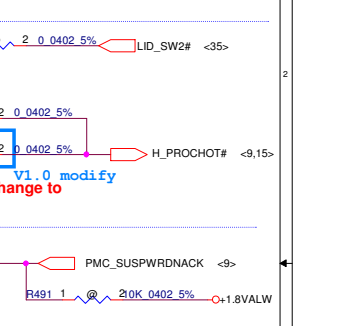 2 0_0402_5% LID_SW2# <35>
2
2 0_0402_5%
2 0_0402_5% H_PROCHOT# <9,15>
V1.0 modify
hange to
PMC_SUSPWRDNACK <9>
R491 1 @ 2 10K_0402_5% +1.8VALW